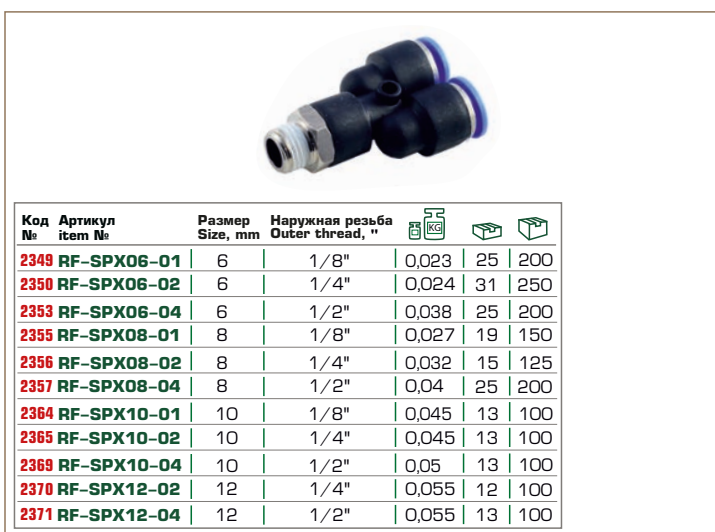 Код Артикул Размер Наружная резьба
№ item № Size, mm Outer thread, " KG
2349 RF-SPX06-01 6 1/8" 0,023 25 200
2350 RF-SPX06-02 6 1/4" 0,024 31 250
2353 RF-SPX06-04 6 1/2" 0,038 25 200
2355 RF-SPX08-01 8 1/8" 0,027 19 150
2356 RF-SPX08-02 8 1/4" 0,032 15 125
2357 RF-SPX08-04 8 1/2" 0,04 25 200
2364 RF-SPX10-01 10 1/8" 0,045 13 100
2365 RF-SPX10-02 10 1/4" 0,045 13 100
2369 RF-SPX10-04 10 1/2" 0,05 13 100
2370 RF-SPX12-02 12 1/4" 0,055 12 100
2371 RF-SPX12-04 12 1/2" 0,055 13 100